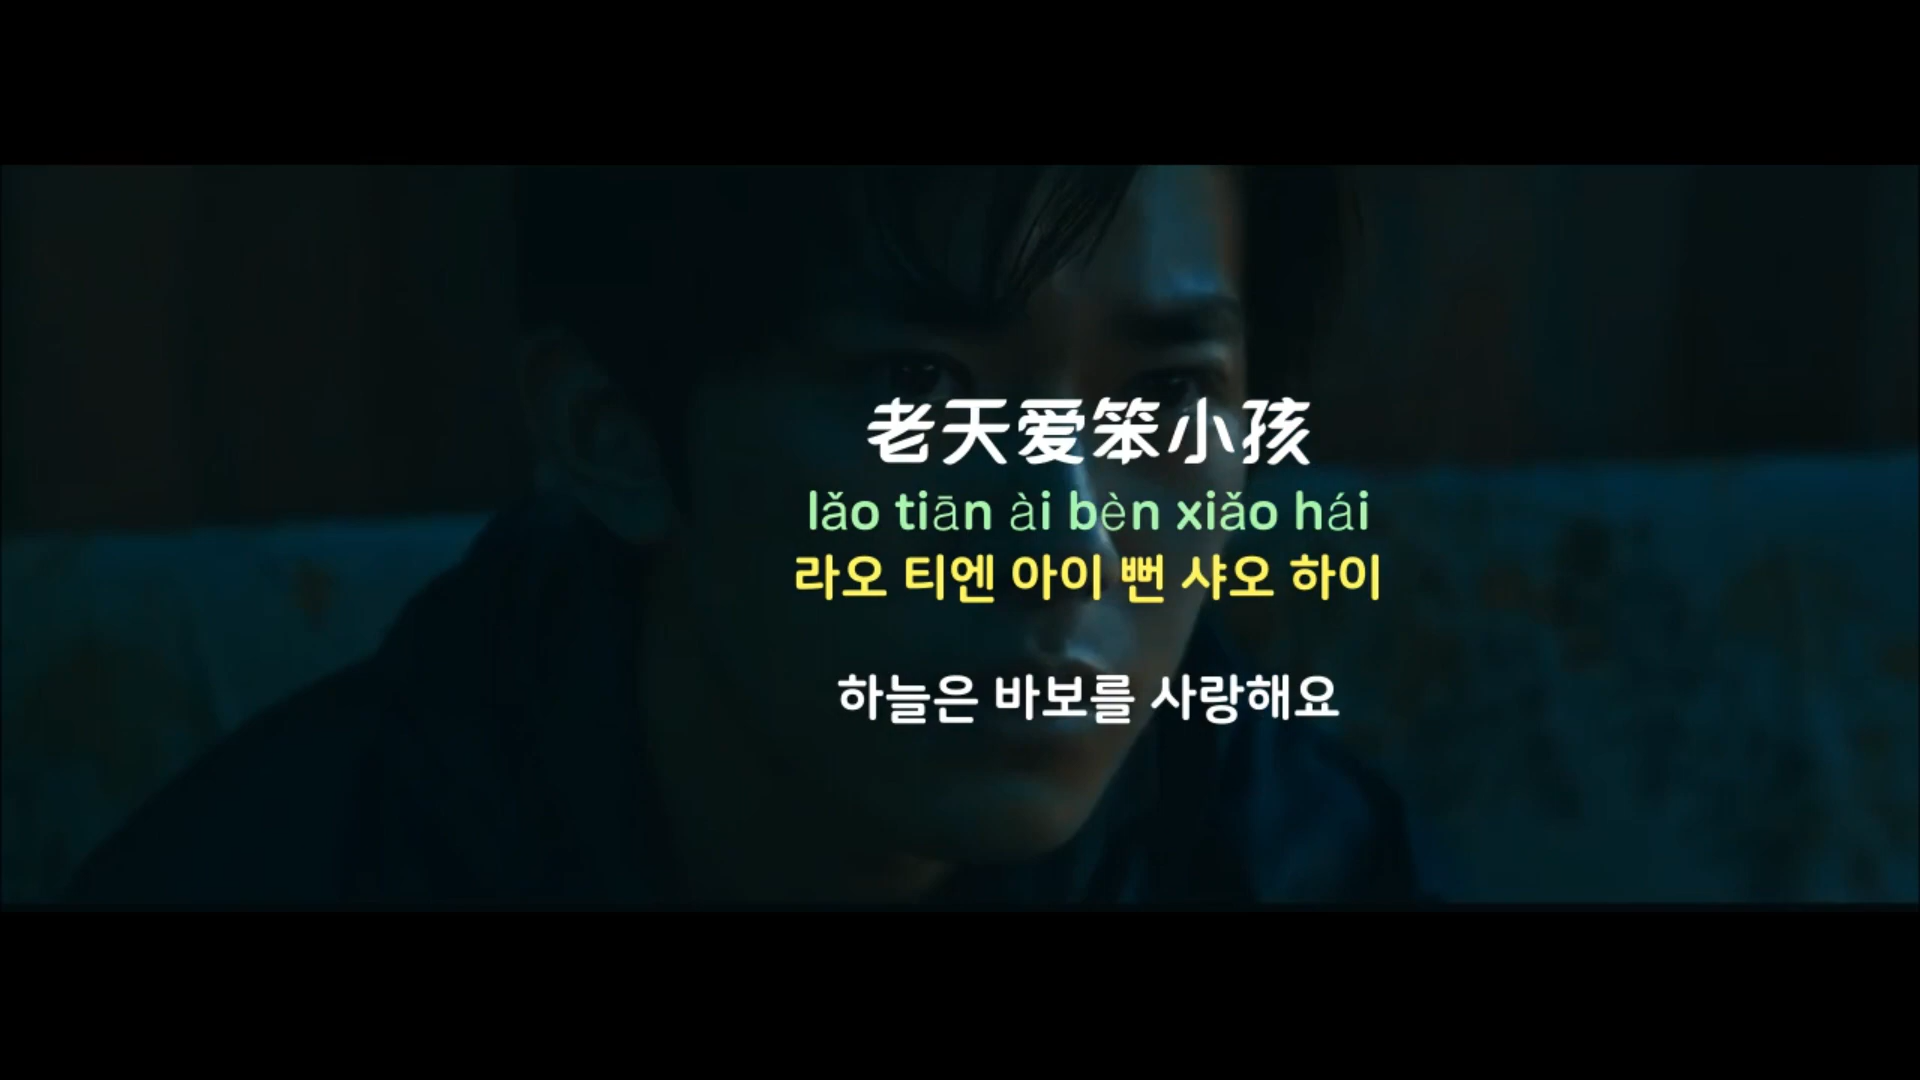 老天爱笨小孩
lǎo tiān ài bèn xiǎo hái
라오 티엔 아이 뻔 샤오 하이
하늘은 바보를 사랑해요